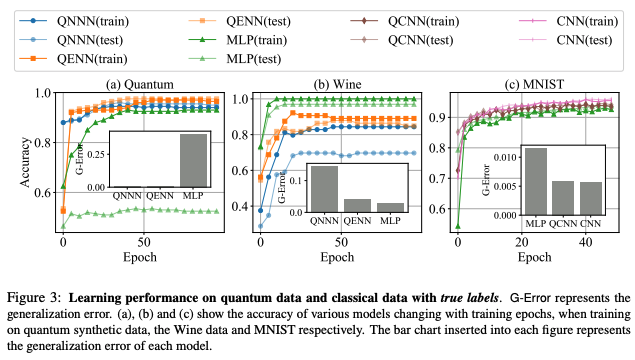 QNNN(train) QENN(test) QCNN(train) CNN(train)
QNNN(test) MLP(train) QCNN(test) CNN(test)
QENN(train) MLP(test)
(a) Quantum (b) Wine (c) MNIST
Accuracy
1.0
0.8
0.6
0 50
Epoch
G-Error
0.25
0.00
QNNN QENN MLP
1.0
0.8
0.6
0.4
0 50
Epoch
G-Error
0.1
0.0
QNNN QENN MLP
0.9
0.8
0.7
0.6
0 20 40
Epoch
G-Error
0.010
0.005
0.000
MLP QCNN CNN
Figure 3: Learning performance on quantum data and classical data with true labels. G-Error represents the
generalization error. (a), (b) and (c) show the accuracy of various models changing with training epochs, when training
on quantum synthetic data, the Wine data and MNIST respectively. The bar chart inserted into each figure represents
the generalization error of each model.